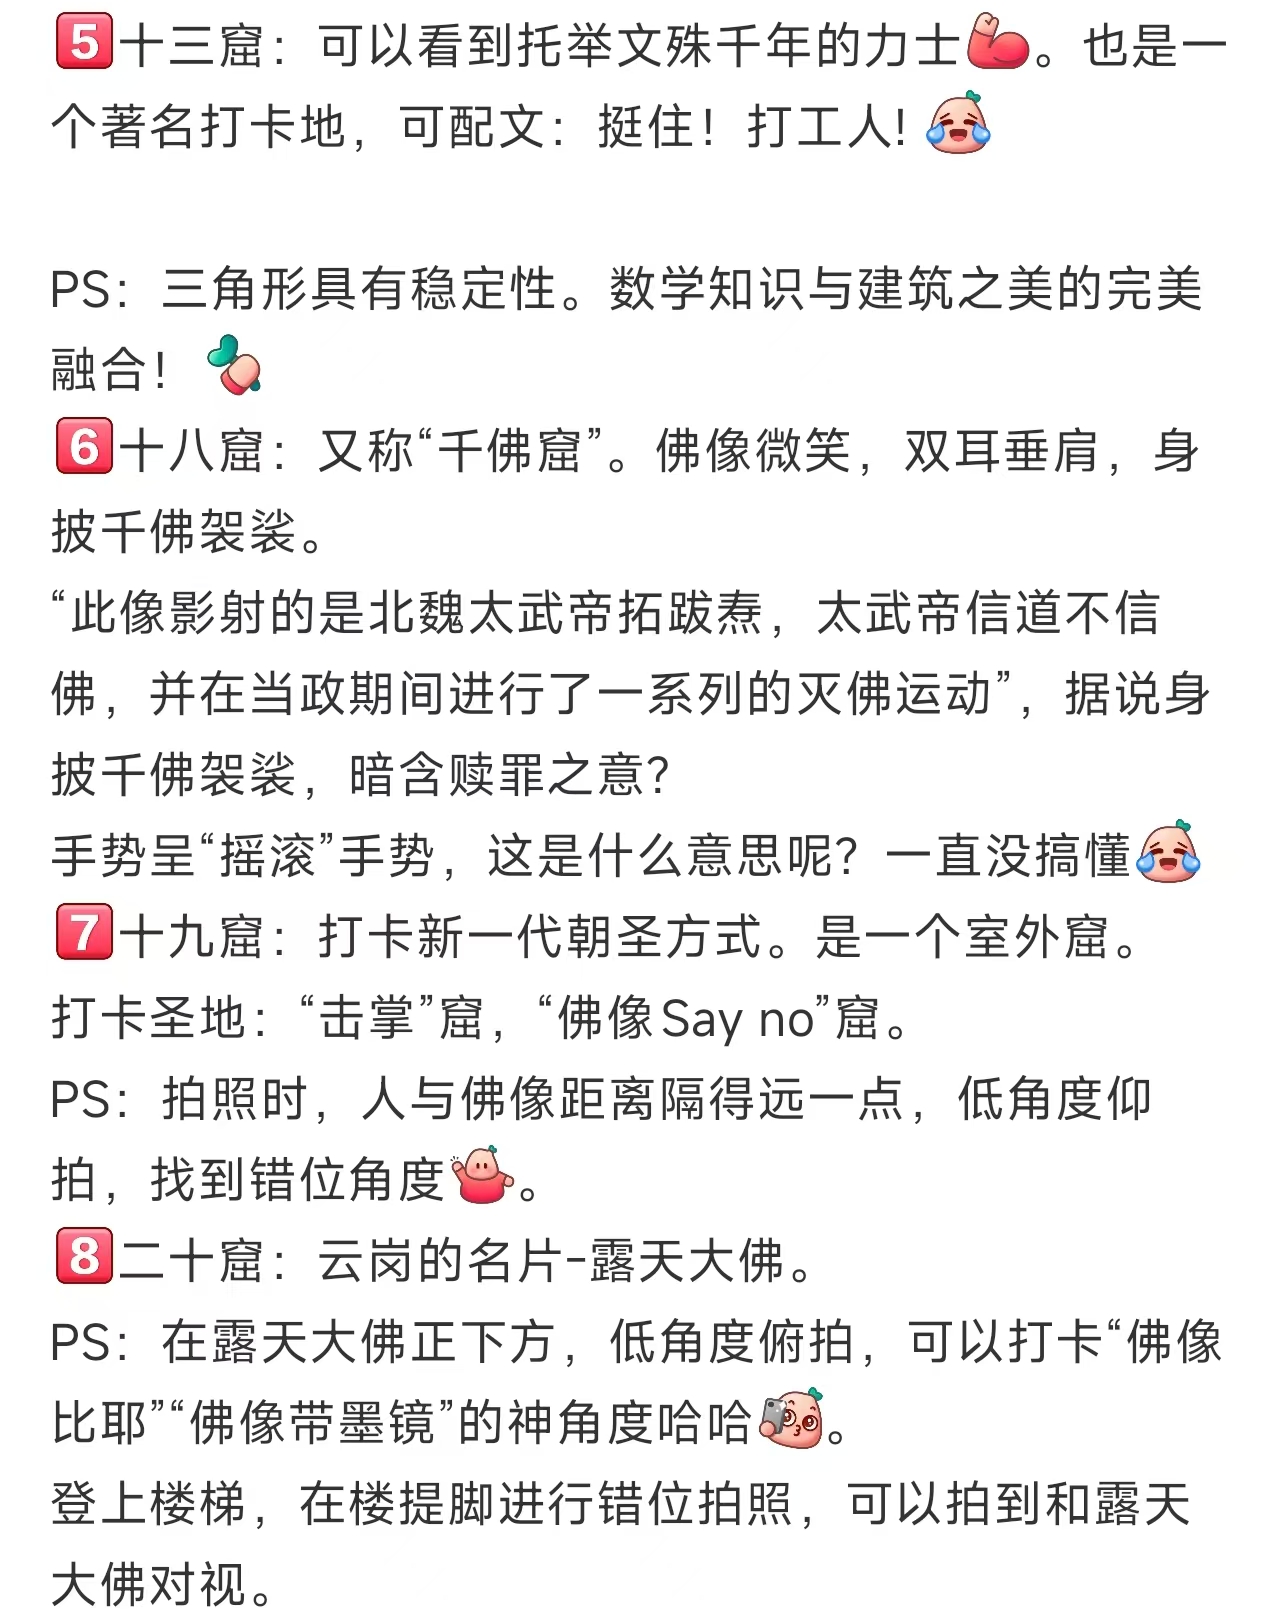 5️⃣十三窟：可以看到托举文殊千年的力士💪。也是一
个著名打卡地，可配文：挺住！打工人!
PS：三角形具有稳定性。数学知识与建筑之美的完美
融合！
6️⃣十八窟：又称“千佛窟”。佛像微笑，双耳垂肩，身
披千佛袈裟。
“此像影射的是北魏太武帝拓跋焘，太武帝信道不信
佛，并在当政期间进行了一系列的灭佛运动”，据说身
披千佛袈裟，暗含赎罪之意？
手势呈“摇滚”手势，这是什么意思呢？一直没搞懂
7️⃣十九窟：打卡新一代朝圣方式。是一个室外窟。
打卡圣地：“击掌”窟，“佛像Say no”窟。
PS：拍照时，人与佛像距离隔得远一点，低角度仰
拍，找到错位角度。
8️⃣二十窟：云岗的名片-露天大佛。
PS：在露天大佛正下方，低角度俯拍，可以打卡“佛像
比耶”“佛像带墨镜”的神角度哈哈。
登上楼梯，在楼提脚进行错位拍照，可以拍到和露天
大佛对视。